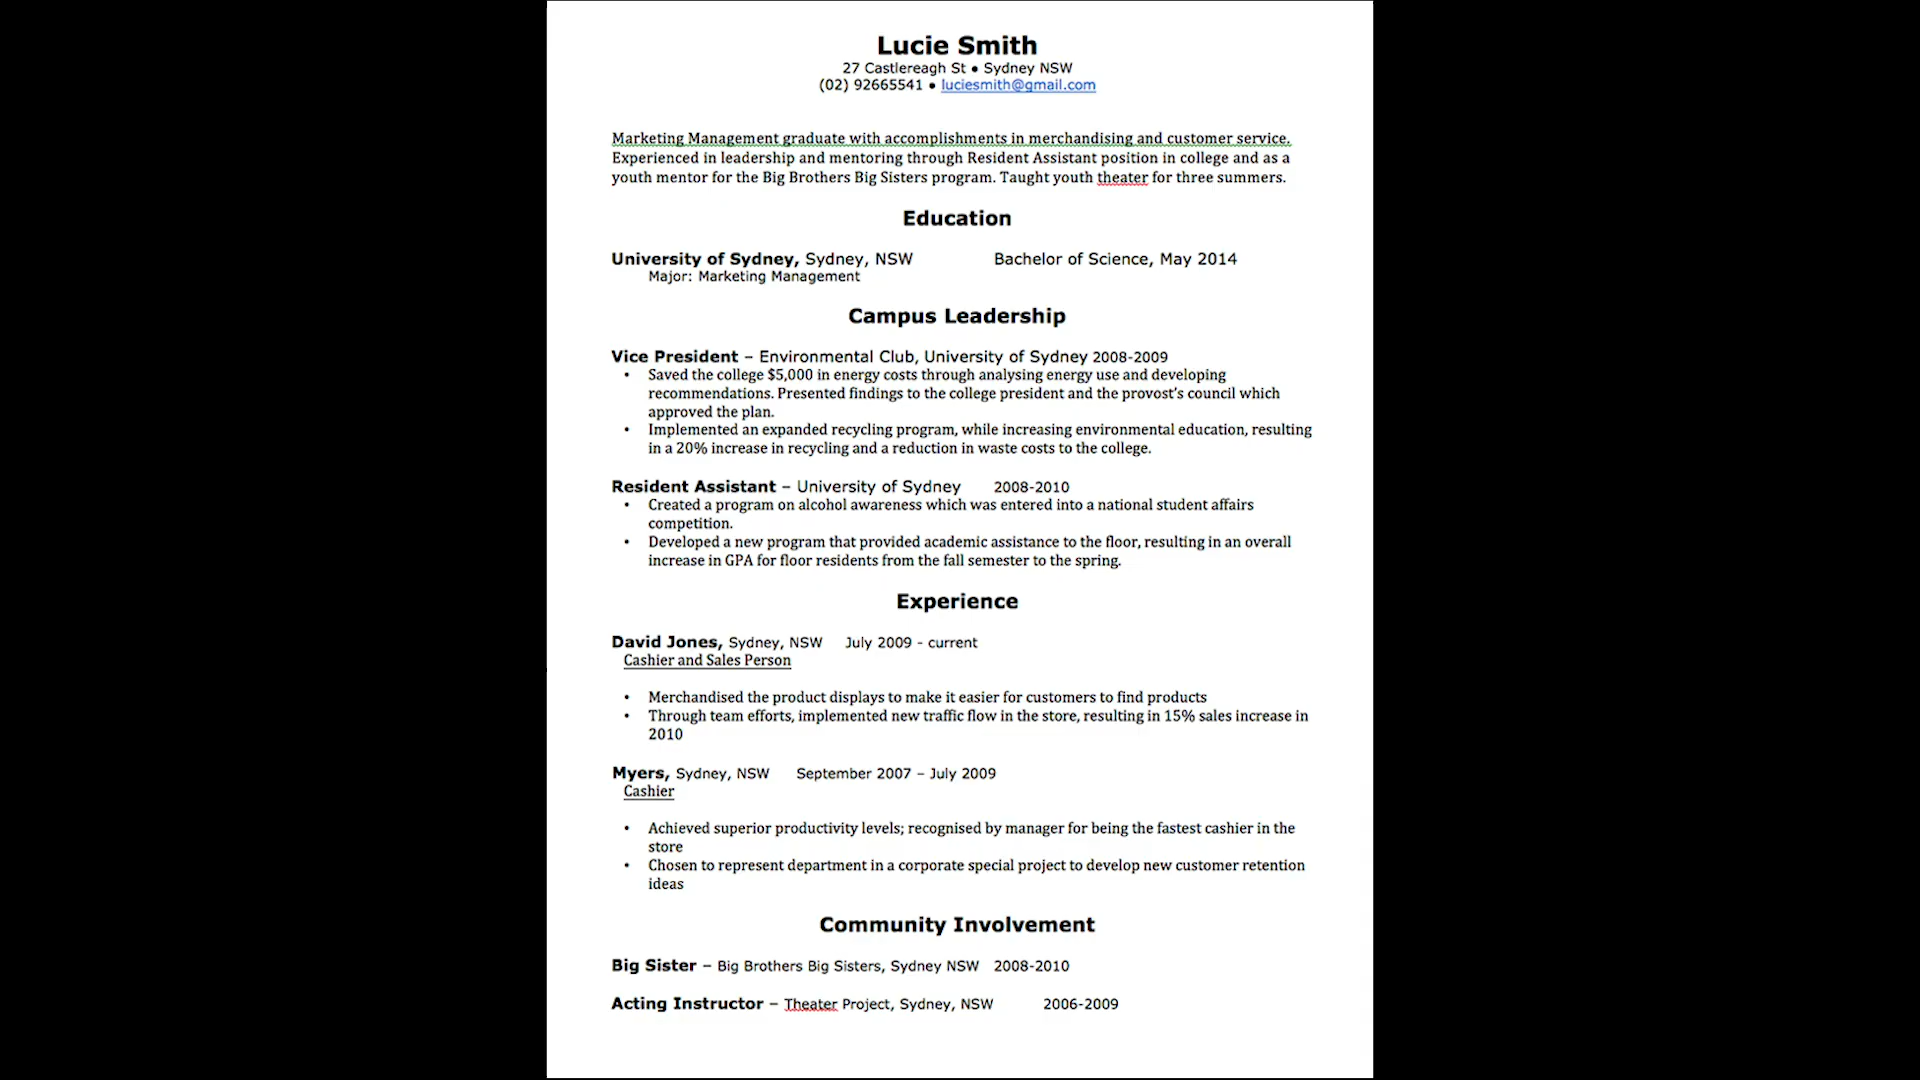 Lucie Smith
27 Castlereagh St • Sydney NSW
(02) 92665541 • luciesmith@gmail.com
Marketing Management graduate with accomplishments in merchandising and customer service.
Experienced in leadership and mentoring through Resident Assistant position in college and as a
youth mentor for the Big Brothers Big Sisters program. Taught youth theater for three summers.
Education
University of Sydney, Sydney, NSW Bachelor of Science, May 2014
Major: Marketing Management
Campus Leadership
Vice President – Environmental Club, University of Sydney 2008-2009
• Saved the college $5,000 in energy costs through analysing energy use and developing
recommendations. Presented findings to the college president and the provost's council which
approved the plan.
• Implemented an expanded recycling program, while increasing environmental education, resulting
in a 20% increase in recycling and a reduction in waste costs to the college.
Resident Assistant – University of Sydney 2008-2010
• Created a program on alcohol awareness which was entered into a national student affairs
competition.
• Developed a new program that provided academic assistance to the floor, resulting in an overall
increase in GPA for floor residents from the fall semester to the spring.
Experience
David Jones, Sydney, NSW July 2009 - current
Cashier and Sales Person
• Merchandised the product displays to make it easier for customers to find products
• Through team efforts, implemented new traffic flow in the store, resulting in 15% sales increase in
2010
Myers, Sydney, NSW September 2007 – July 2009
Cashier
• Achieved superior productivity levels; recognised by manager for being the fastest cashier in the
store
• Chosen to represent department in a corporate special project to develop new customer retention
ideas
Community Involvement
Big Sister – Big Brothers Big Sisters, Sydney NSW 2008-2010
Acting Instructor – Theater Project, Sydney, NSW 2006-2009